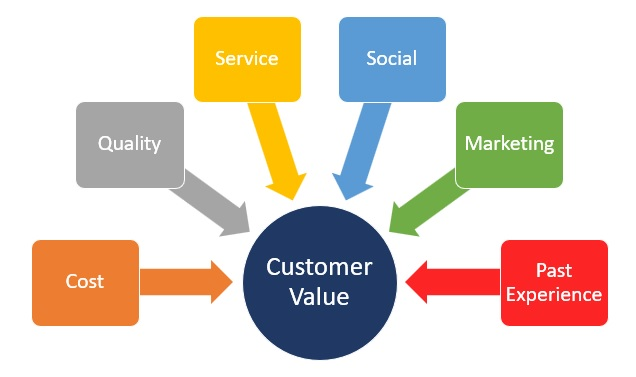 Service
Social
Quality
Marketing
Cost
Customer
Value
Past
Experience